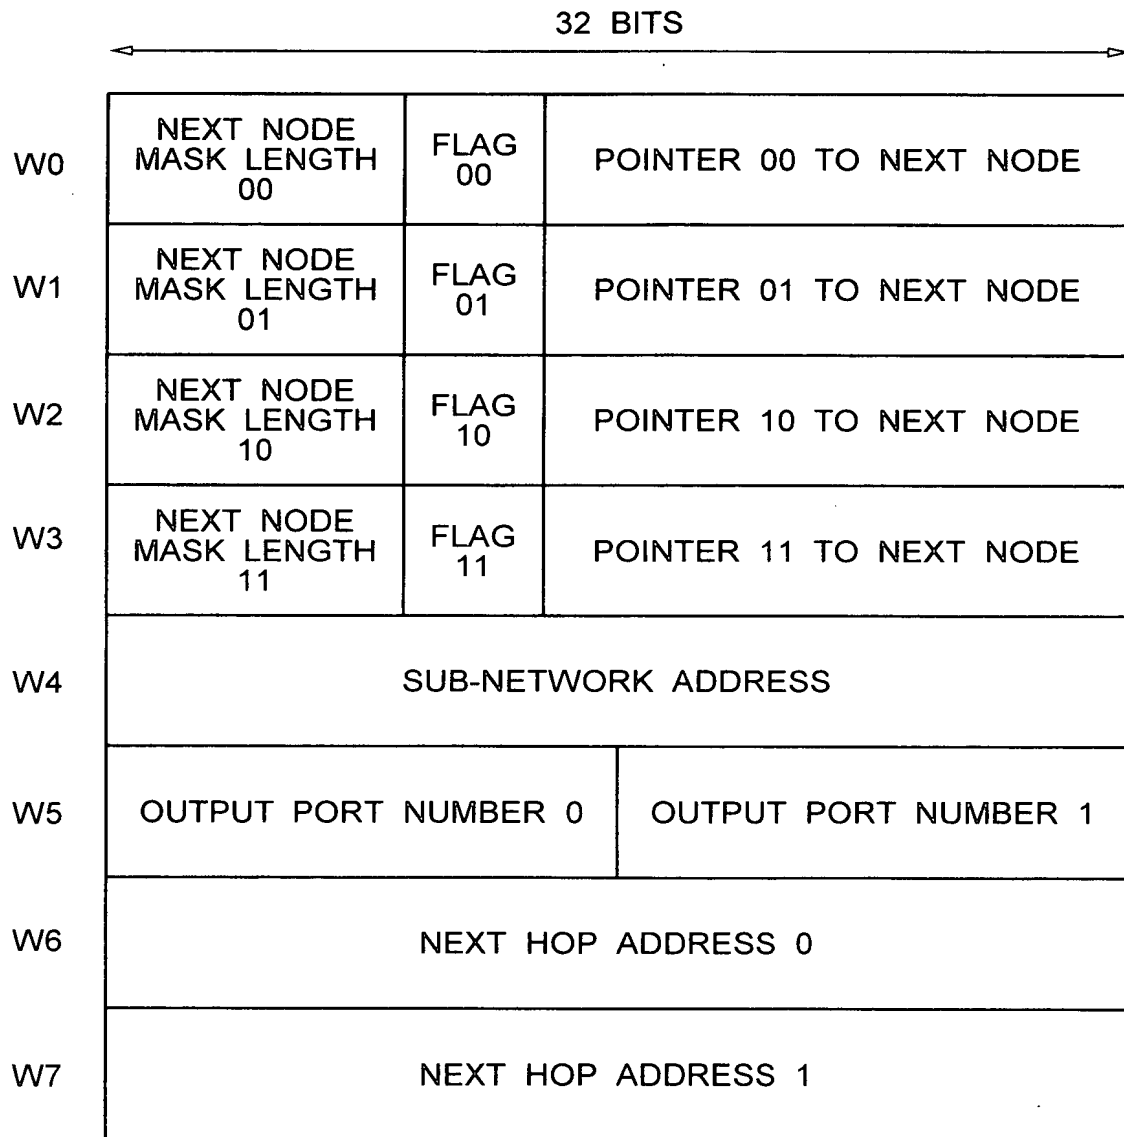 32 BITS
W0
NEXT NODE
MASK LENGTH
00
FLAG
00
POINTER 00 TO NEXT NODE
W1
NEXT NODE
MASK LENGTH
01
FLAG
01
POINTER 01 TO NEXT NODE
W2
NEXT NODE
MASK LENGTH
10
FLAG
10
POINTER 10 TO NEXT NODE
W3
NEXT NODE
MASK LENGTH
11
FLAG
11
POINTER 11 TO NEXT NODE
W4
SUB-NETWORK ADDRESS
W5
OUTPUT PORT NUMBER 0
OUTPUT PORT NUMBER 1
W6
NEXT HOP ADDRESS 0
W7
NEXT HOP ADDRESS 1